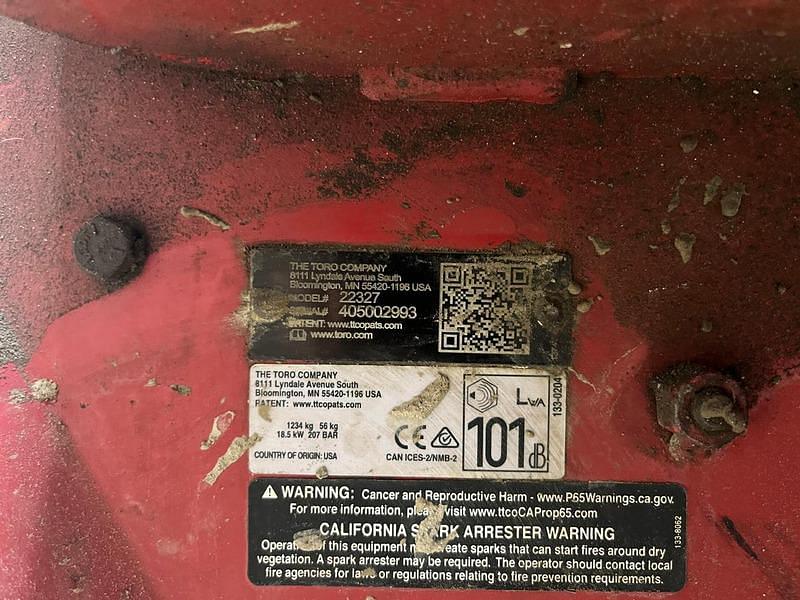 THE TORO COMPANY
8111 Lyndale Avenue South
Bloomington, MN 55420-1196 USA
MODEL# 22327
SERIAL# 405002993
PATENT: www.ttcopats.com
www.toro.com
THE TORO COMPANY
8111 Lyndale Avenue South
Bloomington, MN 55420-1196 USA
PATENT: www.ttcopats.com
1234 kg 56 kg
18.5 kW 207 BAR
COUNTRY OF ORIGIN: USA
CE
CAN ICES-2/NMB-2
LWA
101 dB
133-0204
WARNING: Cancer and Reproductive Harm - www.P65Warnings.ca.gov.
For more information, please visit www.ttcoCAProp65.com
CALIFORNIA SPARK ARRESTER WARNING
Operation of this equipment may create sparks that can start fires around dry
vegetation. A spark arrester may be required. The operator should contact local
fire agencies for laws or regulations relating to fire prevention requirements.
133-8062